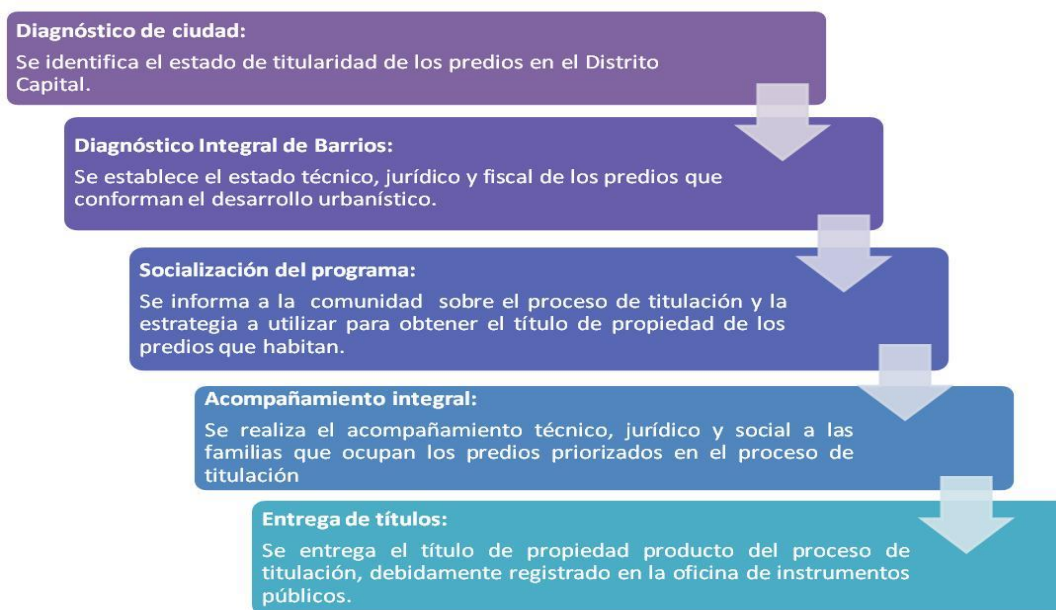 Diagnóstico de ciudad:
Se identifica el estado de titularidad de los predios en el Distrito
Capital.
Diagnóstico Integral de Barrios:
Se establece el estado técnico, jurídico y fiscal de los predios que
conforman el desarrollo urbanístico.
Socialización del programa:
Se informa a la comunidad sobre el proceso de titulación y la
estrategia a utilizar para obtener el título de propiedad de los
predios que habitan.
Acompañamiento integral:
Se realiza el acompañamiento técnico, jurídico y social a las
familias que ocupan los predios priorizados en el proceso de
titulación
Entrega de títulos:
Se entrega el título de propiedad producto del proceso de
titulación, debidamente registrado en la oficina de instrumentos
públicos.